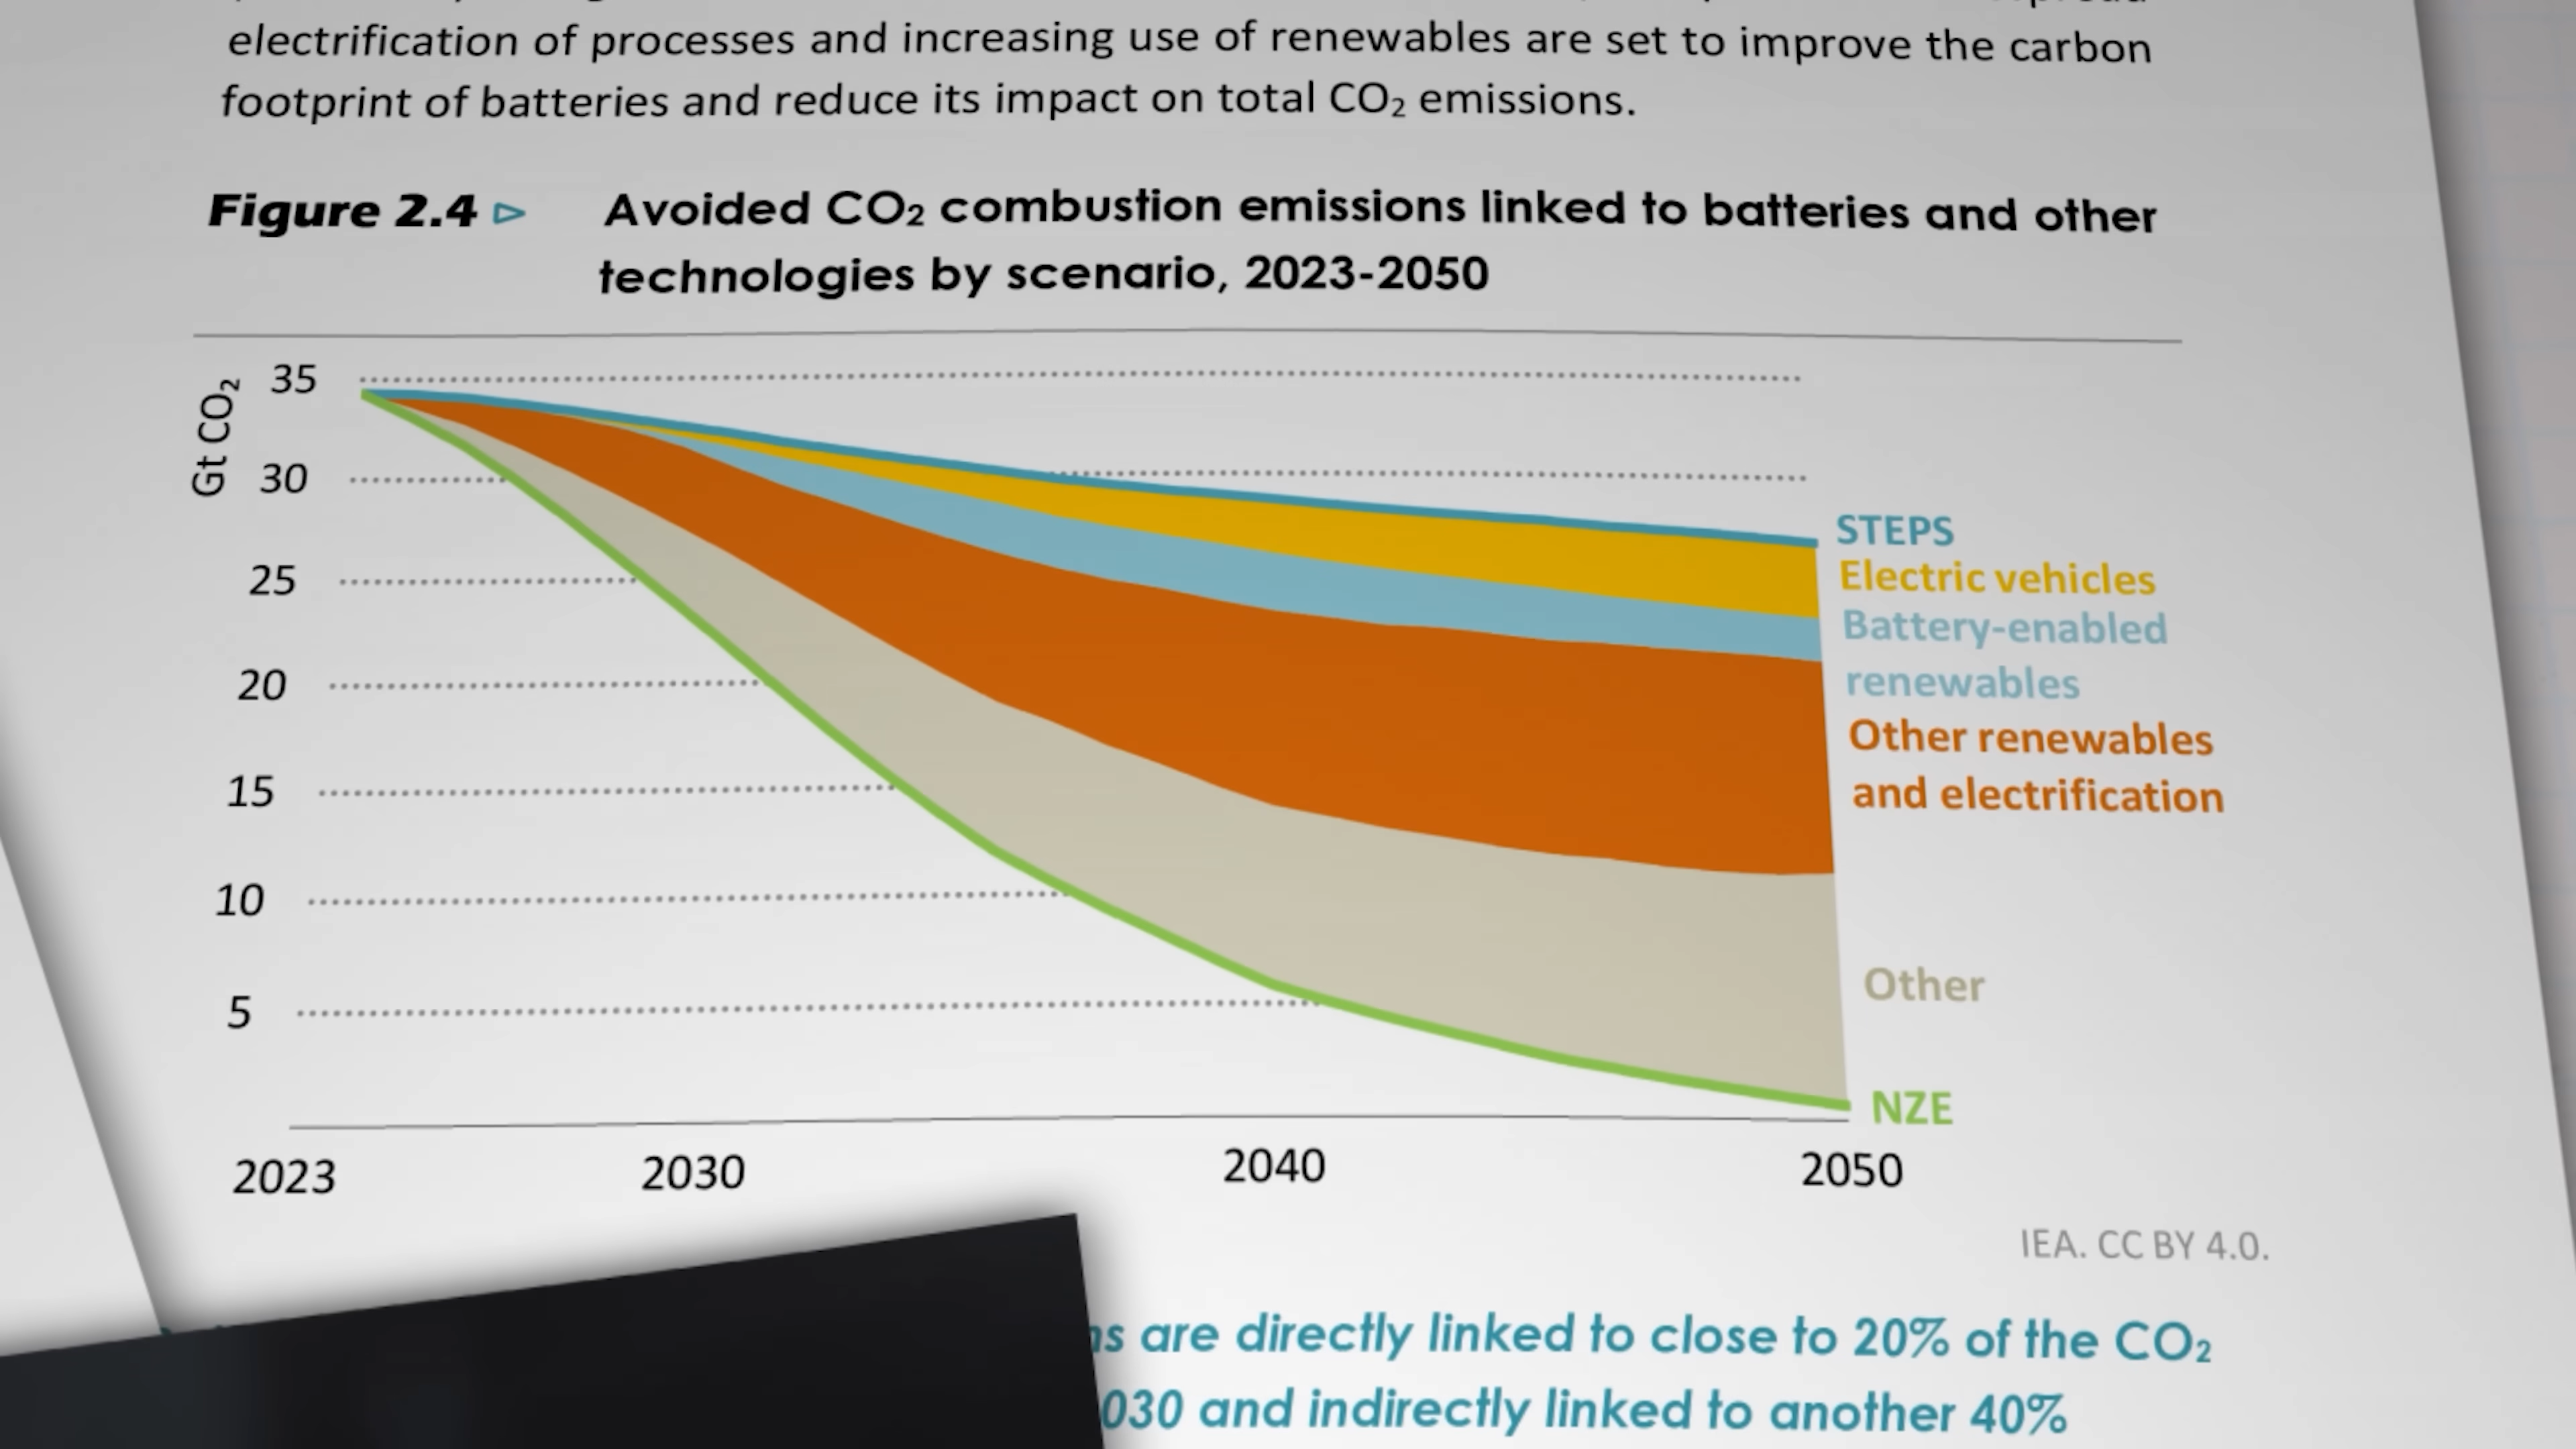 electrification of processes and increasing use of renewables are set to improve the carbon
footprint of batteries and reduce its impact on total CO₂ emissions.
Figure 2.4 ▷ Avoided CO₂ combustion emissions linked to batteries and other
technologies by scenario, 2023-2050
Gt CO₂
35
30
25
20
15
10
5
STEPS
Electric vehicles
Battery-enabled
renewables
Other renewables
and electrification
Other
NZE
2023 2030 2040 2050
IEA. CC BY 4.0.
are directly linked to close to 20% of the CO₂
030 and indirectly linked to another 40%